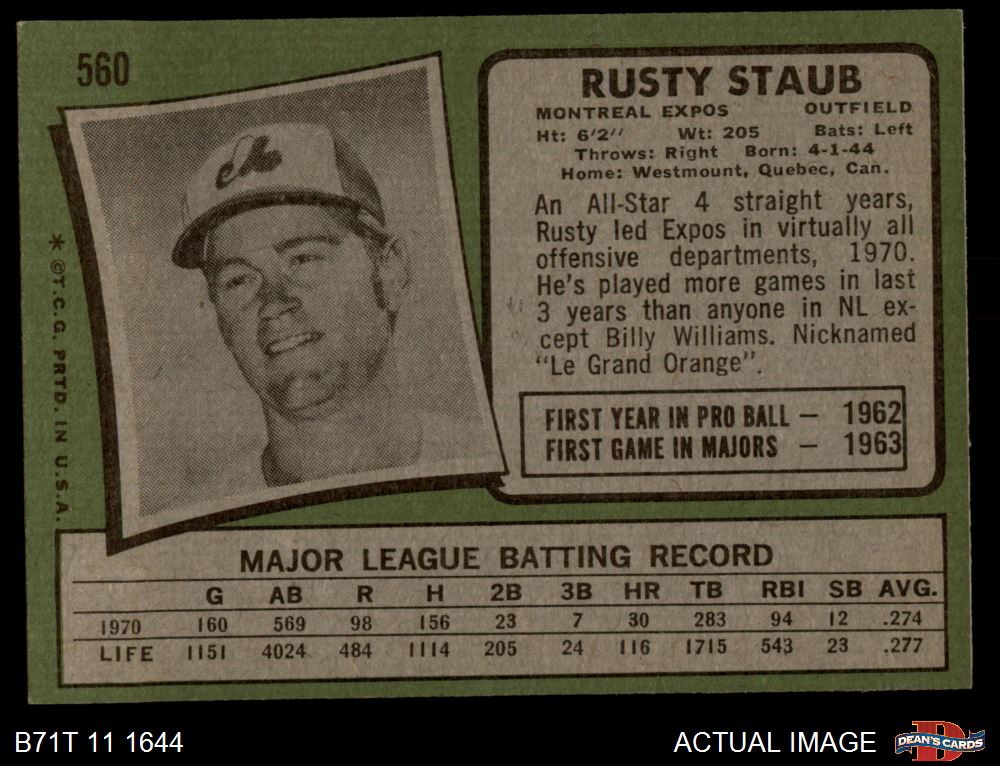 560
expos
* ©T.C.G. PRTD. IN U.S.A.
RUSTY STAUB
MONTREAL EXPOS OUTFIELD
Ht: 6'2'' Wt: 205 Bats: Left
Throws: Right Born: 4-1-44
Home: Westmount, Quebec, Can.
An All-Star 4 straight years,
Rusty led Expos in virtually all
offensive departments, 1970.
He's played more games in last
3 years than anyone in NL ex-
cept Billy Williams. Nicknamed
"Le Grand Orange".
FIRST YEAR IN PRO BALL — 1962
FIRST GAME IN MAJORS — 1963
MAJOR LEAGUE BATTING RECORD
G AB R H 2B 3B HR TB RBI SB AVG.
1970 160 569 98 156 23 7 30 283 94 12 .274
LIFE 1151 4024 484 1114 205 24 116 1715 543 23 .277
B71T 11 1644
ACTUAL IMAGE
DEAN'S CARDS